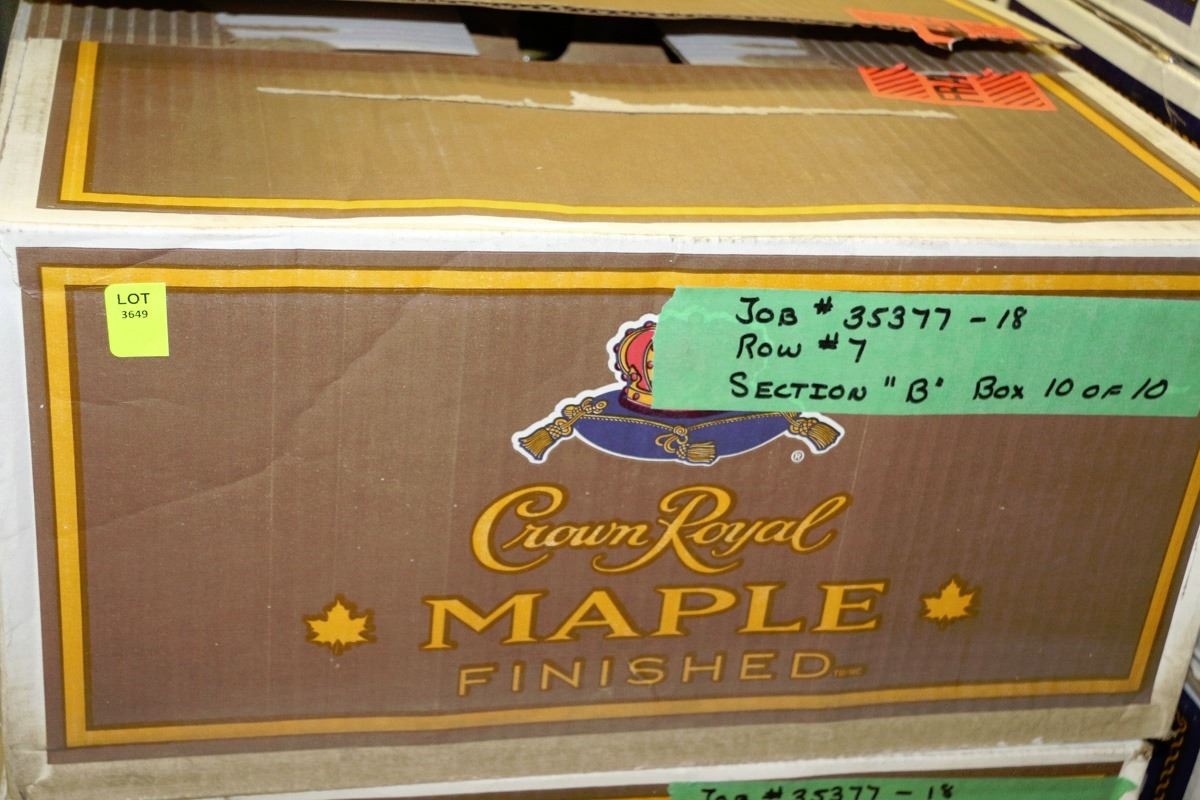 LOT
3649
JOB # 35377 - 18
ROW # 7
SECTION "B" BOX 10 OF 10
®
Crown Royal
MAPLE
FINISHED
JOB # 35377 - 18